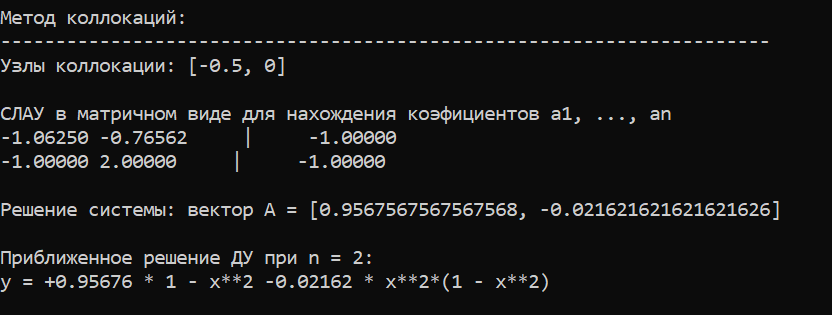 Метод коллокаций:
----------------------------------------------------------------------
Узлы коллокации: [-0.5, 0]
СЛАУ в матричном виде для нахождения коэфициентов a1, ..., an
-1.06250 -0.76562     |     -1.00000
-1.00000 2.00000     |     -1.00000
Решение системы: вектор A = [0.9567567567567568, -0.021621621621621626]
Приближенное решение ДУ при n = 2:
y = +0.95676 * 1 - x**2 -0.02162 * x**2*(1 - x**2)